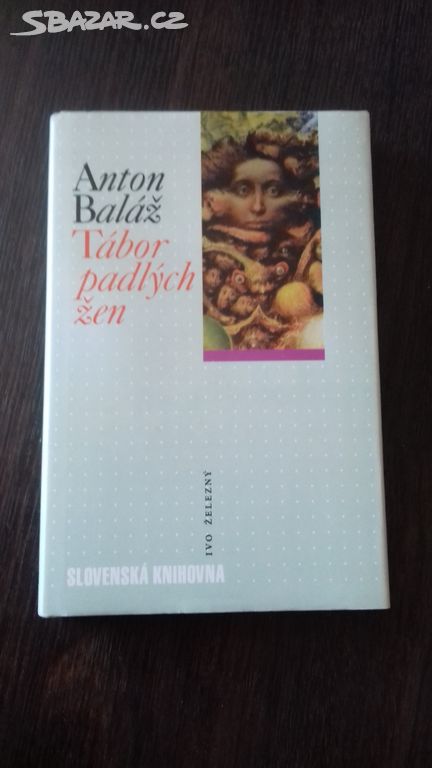 SBAZAR.CZ
Anton
Baláž
Tábor
padlých
žen
IVO ŽELEZNÝ
SLOVENSKÁ KNIHOVNA